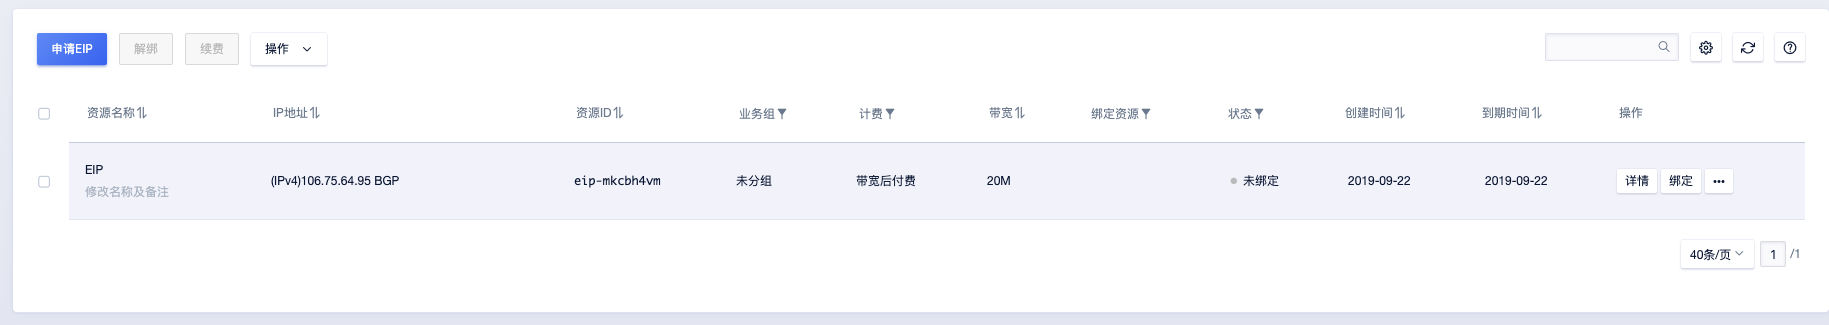 申请EIP 解绑 续费 操作
资源名称 IP地址 资源ID 业务组 计费 带宽 绑定资源 状态 创建时间 到期时间 操作
EIP
修改名称及备注
(IPv4)106.75.64.95 BGP eip-mkcbh4vm 未分组 带宽后付费 20M 未绑定 2019-09-22 2019-09-22 详情 绑定 •••
40条/页 1 /1